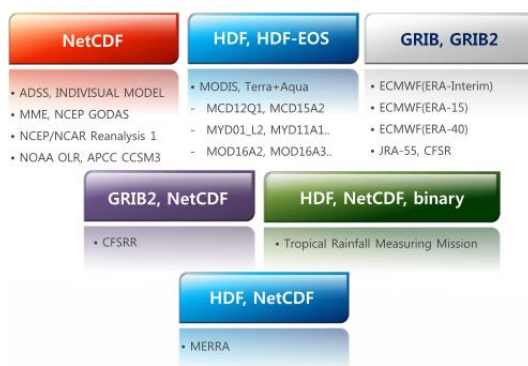 NetCDF
• ADSS, INDIVISUAL MODEL
• MME, NCEP GODAS
• NCEP/NCAR Reanalysis 1
• NOAA OLR, APCC CCSM3
HDF, HDF-EOS
• MODIS, Terra+Aqua
- MCD12Q1, MCD15A2
- MYD01_L2, MYD11A1..
- MOD16A2, MOD16A3..
GRIB, GRIB2
• ECMWF(ERA-Interim)
• ECMWF(ERA-15)
• ECMWF(ERA-40)
• JRA-55, CFSR
GRIB2, NetCDF
• CFSRR
HDF, NetCDF, binary
• Tropical Rainfall Measuring Mission
HDF, NetCDF
• MERRA